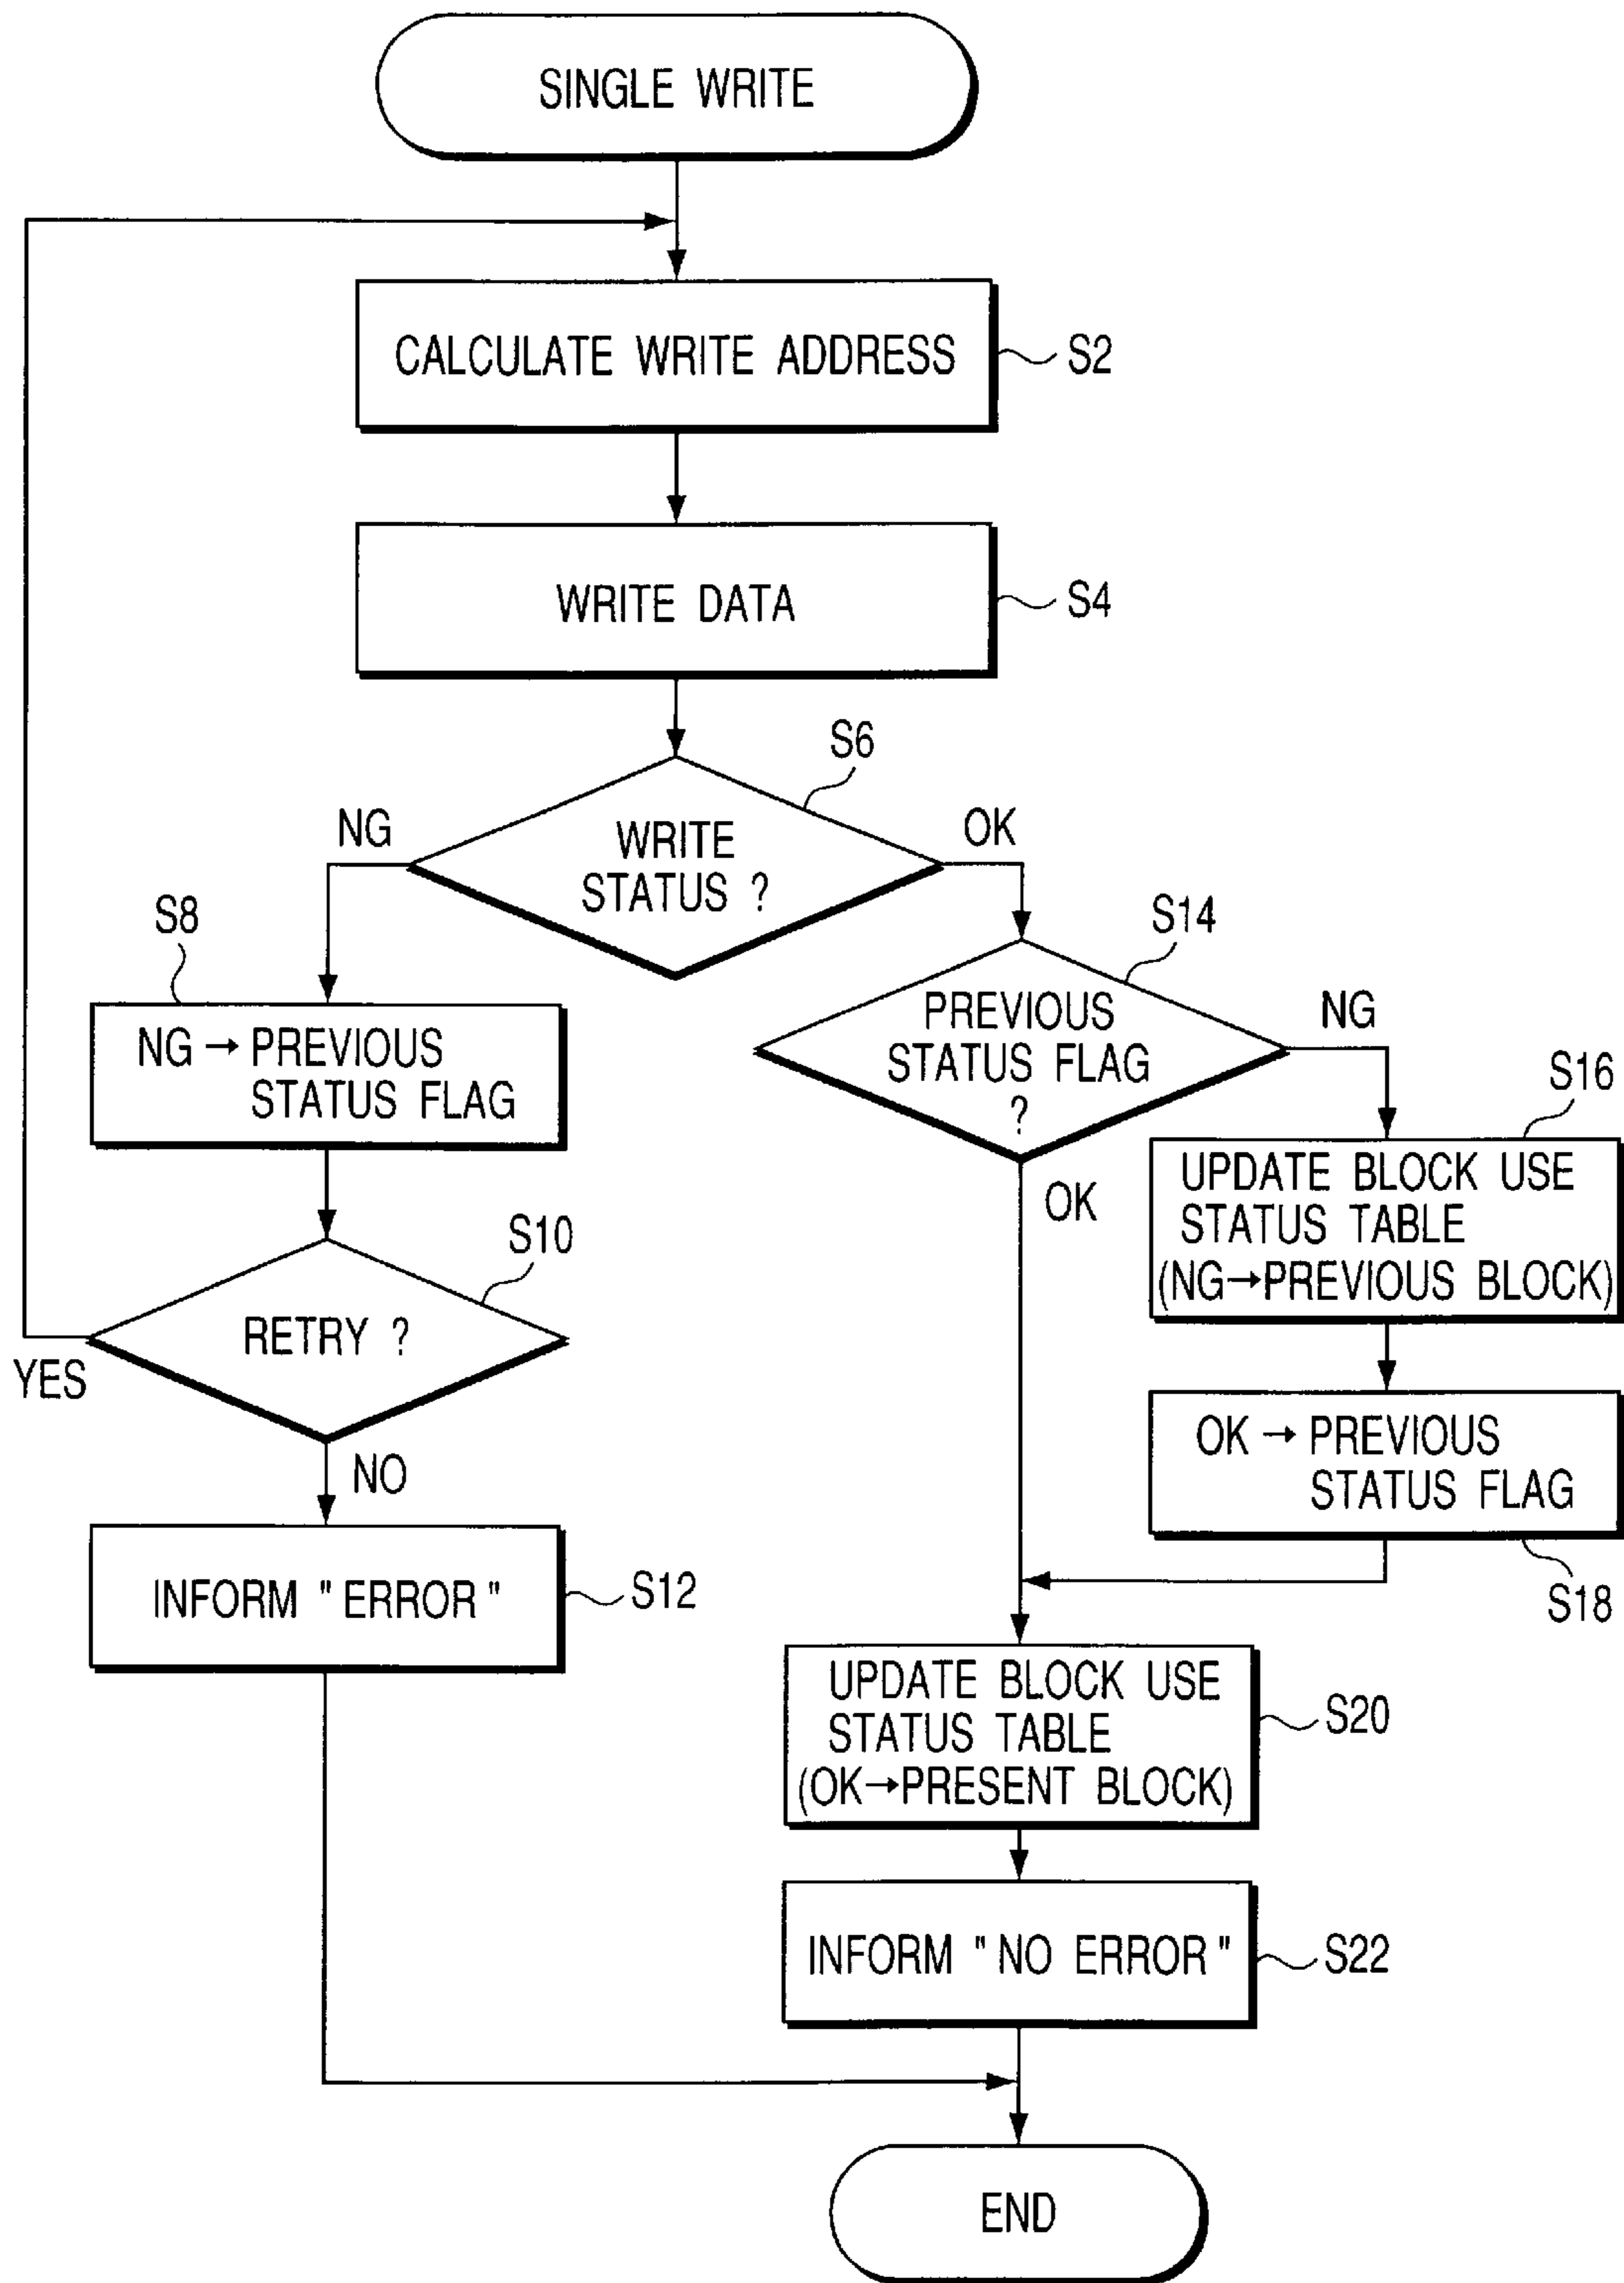 SINGLE WRITE
CALCULATE WRITE ADDRESS
S2
WRITE DATA
S4
S6
NG
OK
WRITE
STATUS ?
S8
S14
NG → PREVIOUS
STATUS FLAG
PREVIOUS
STATUS FLAG
?
NG
S16
OK
UPDATE BLOCK USE
STATUS TABLE
(NG→PREVIOUS BLOCK)
S10
RETRY ?
YES
NO
OK → PREVIOUS
STATUS FLAG
S18
INFORM "ERROR"
S12
UPDATE BLOCK USE
STATUS TABLE
(OK→PRESENT BLOCK)
S20
INFORM "NO ERROR"
S22
END